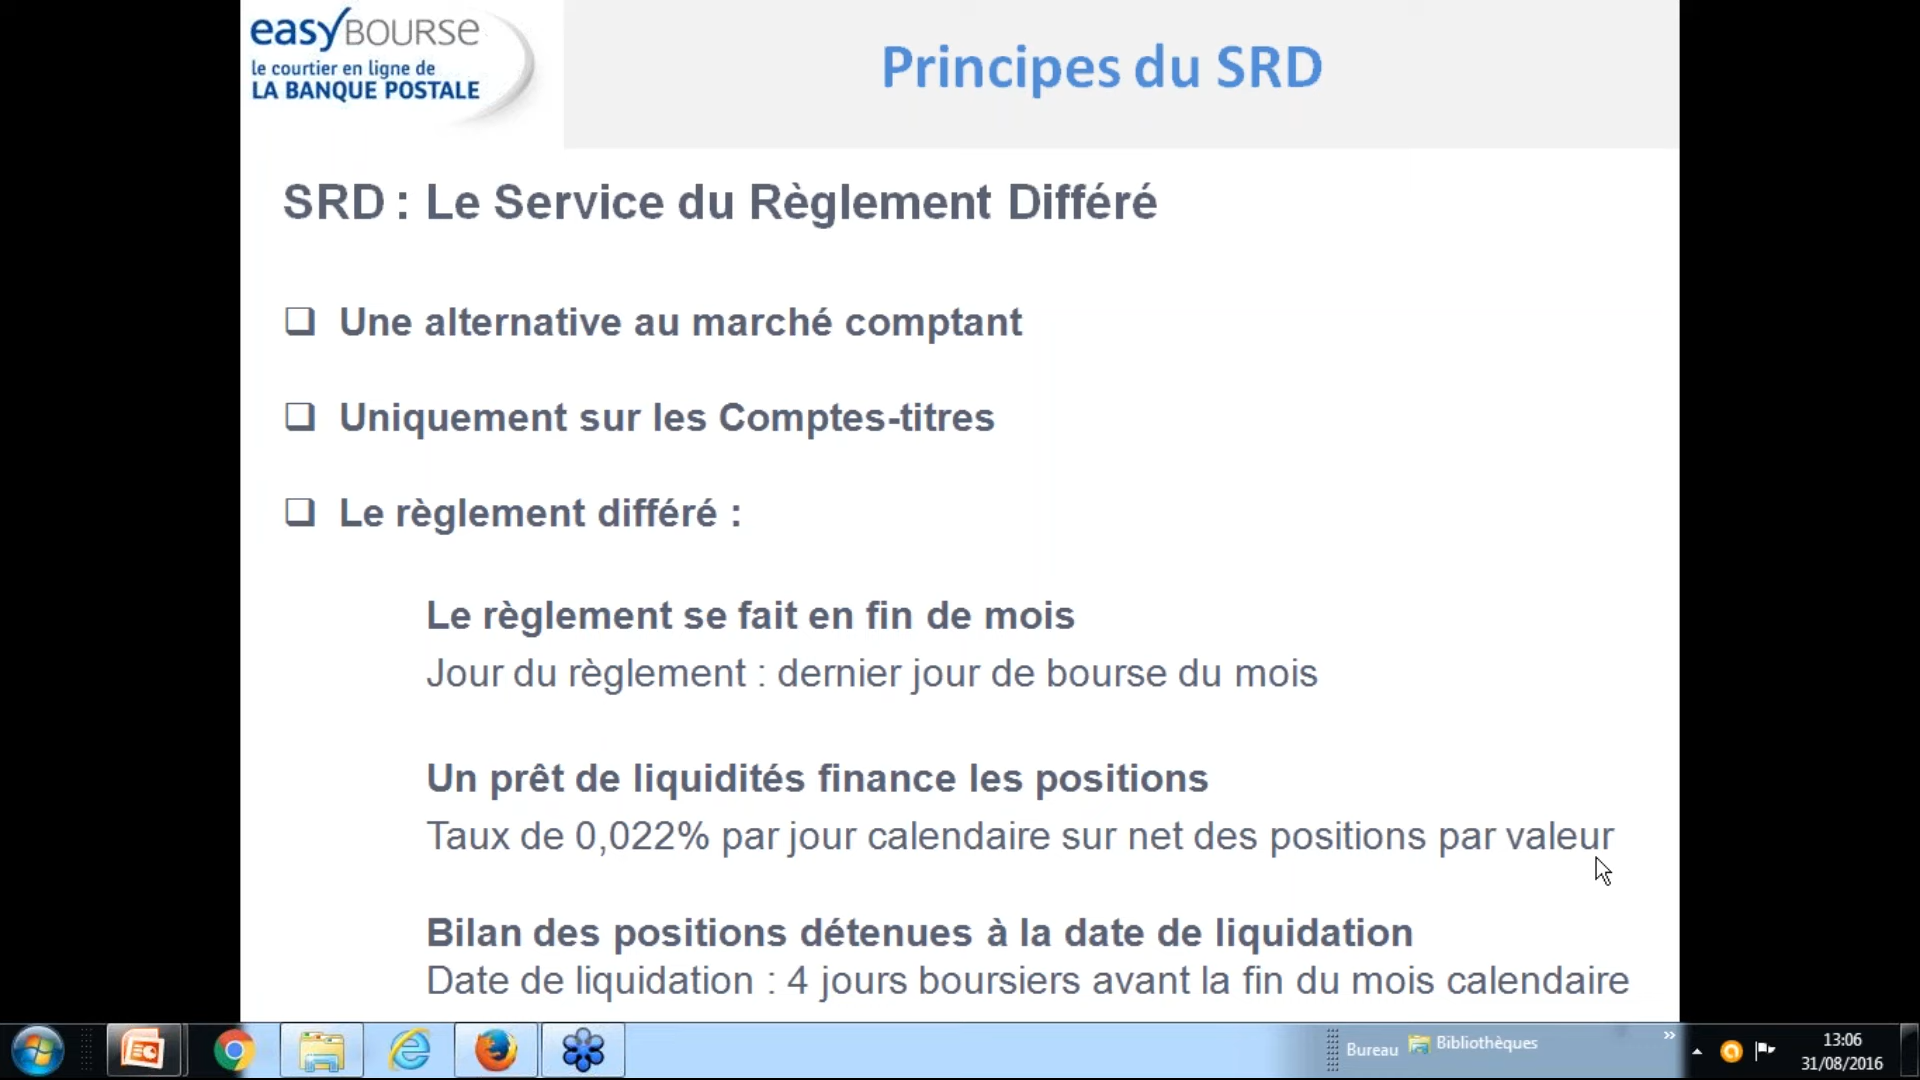 easyBOURSE
le courtier en ligne de
LA BANQUE POSTALE
Principes du SRD
SRD : Le Service du Règlement Différé
Une alternative au marché comptant
Uniquement sur les Comptes-titres
Le règlement différé :
Le règlement se fait en fin de mois
Jour du règlement : dernier jour de bourse du mois
Un prêt de liquidités finance les positions
Taux de 0,022% par jour calendaire sur net des positions par valeur
Bilan des positions détenues à la date de liquidation
Date de liquidation : 4 jours boursiers avant la fin du mois calendaire
Bureau
Bibliothèques
»
13:06
31/08/2016